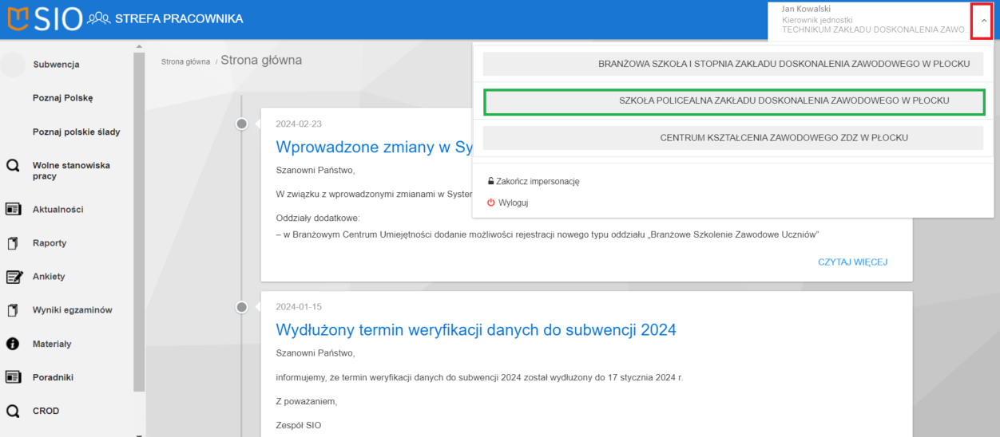 SIO STREFA PRACOWNIKA
Jan Kowalski
Kierownik jednostki
TECHNIKUM ZAKŁADU DOSKONALENIA ZAWO
BRANŻOWA SZKOŁA I STOPNIA ZAKŁADU DOSKONALENIA ZAWODOWEGO W PŁOCKU
SZKOŁA POLICEALNA ZAKŁADU DOSKONALENIA ZAWODOWEGO W PŁOCKU
CENTRUM KSZTAŁCENIA ZAWODOWEGO ZDZ W PŁOCKU
Zakończ impersonację
Wyloguj
Subwencja
Poznaj Polskę
Poznaj polskie ślady
Wolne stanowiska
pracy
Aktualności
Raporty
Ankiety
Wyniki egzaminów
Materiały
Poradniki
CROD
Strona główna / Strona główna
2024-02-23
Wprowadzone zmiany w Sy
Szanowni Państwo,
W związku z wprowadzonymi zmianami w System
Oddziały dodatkowe:
– w Branżowym Centrum Umiejętności dodanie możliwości rejestracji nowego typu oddziału „Branżowe Szkolenie Zawodowe Uczniów”
CZYTAJ WIĘCEJ
2024-01-15
Wydłużony termin weryfikacji danych do subwencji 2024
Szanowni Państwo,
informujemy, że termin weryfikacji danych do subwencji 2024 został wydłużony do 17 stycznia 2024 r.
Z poważaniem,
Zespół SIO